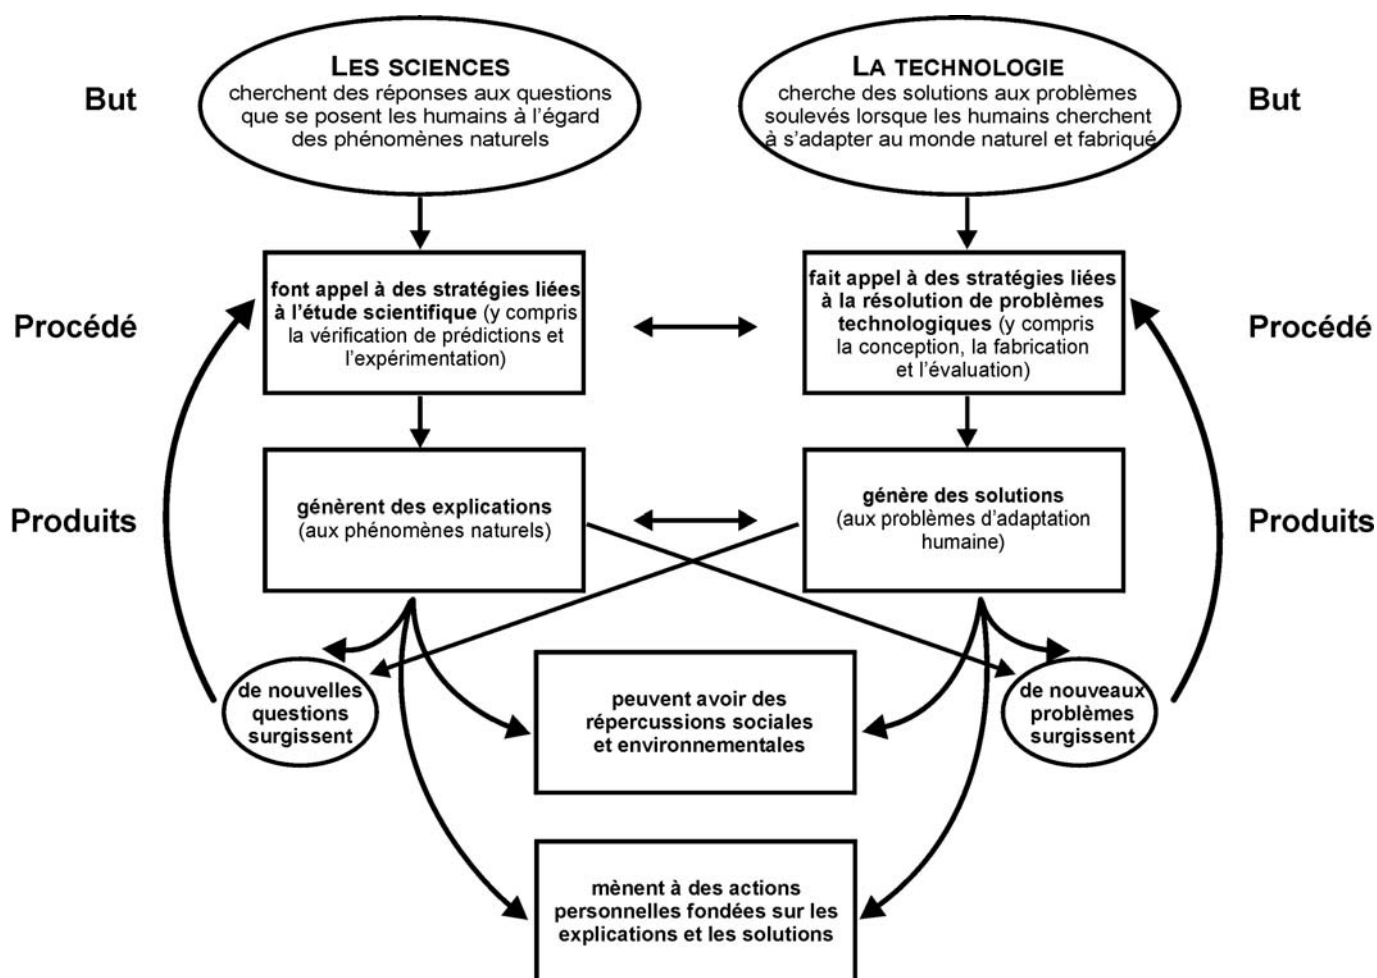 LES SCIENCES
cherchent des réponses aux questions
que se posent les humains à l'égard
des phénomènes naturels
LA TECHNOLOGIE
cherche des solutions aux problèmes
soulevés lorsque les humains cherchent
à s'adapter au monde naturel et fabriqué
But
But
Procédé
font appel à des stratégies liées
à l'étude scientifique (y compris
la vérification de prédictions et
l'expérimentation)
fait appel à des stratégies liées
à la résolution de problèmes
technologiques (y compris
la conception, la fabrication
et l'évaluation)
Procédé
Produits
génèrent des explications
(aux phénomènes naturels)
génère des solutions
(aux problèmes d'adaptation
humaine)
Produits
de nouvelles
questions
surgissent
peuvent avoir des
répercussions sociales
et environnementales
de nouveaux
problèmes
surgissent
mènent à des actions
personnelles fondées sur les
explications et les solutions